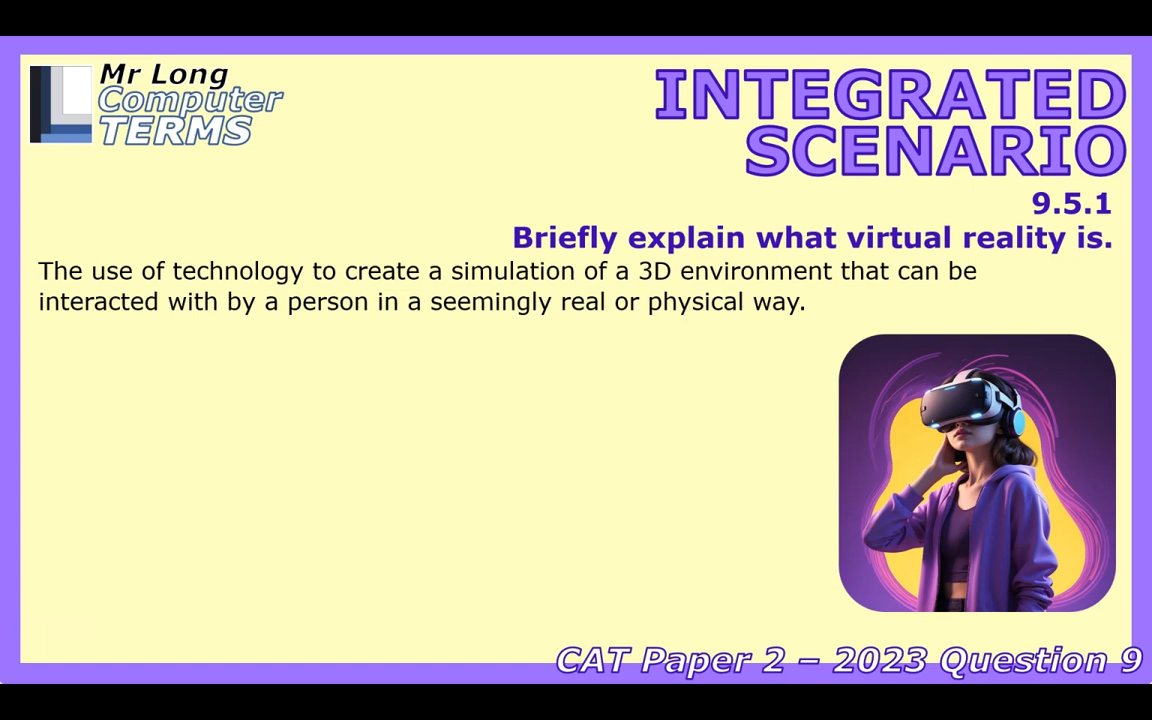 Mr Long
Computer
TERMS
INTEGRATED
SCENARIO
9.5.1
Briefly explain what virtual reality is.
The use of technology to create a simulation of a 3D environment that can be
interacted with by a person in a seemingly real or physical way.
CAT Paper 2 – 2023 Question 9